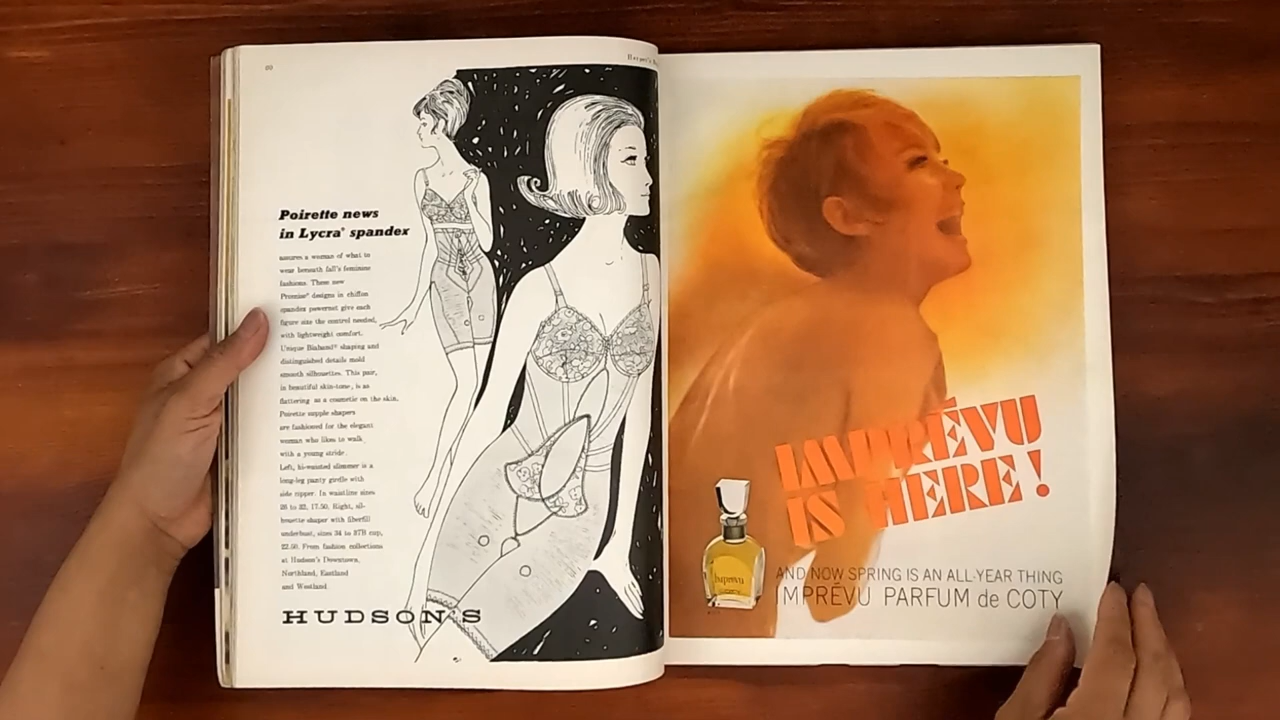 80
Harper's
Poirette news
in Lycra® spandex
assures a woman of what to
wear beneath fall's feminine
fashions. These new
Promise® designs in chiffon
spandex powernet give each
figure size the control needed,
with lightweight comfort.
Unique Biaband® shaping and
distinguished details mold
smooth silhouettes. This pair,
in beautiful skin-tone, is as
flattering as a cosmetic on the skin.
Poirette supple shapers
are fashioned for the elegant
woman who likes to walk
with a young stride.
Left, hi-waisted slimmer is a
long-leg panty girdle with
side zipper. In waistline sizes
26 to 32, 17.50. Right, sil-
houette shaper with fiberfill
underbust, sizes 34 to 37B cup,
22.50. From fashion collections
at Hudson's Downtown,
Northland, Eastland
and Westland.
HUDSON'S
IMPRÉVU
IS HERE!
Imprévu
COTY
AND NOW SPRING IS AN ALL-YEAR THING
IMPRÉVU PARFUM de COTY